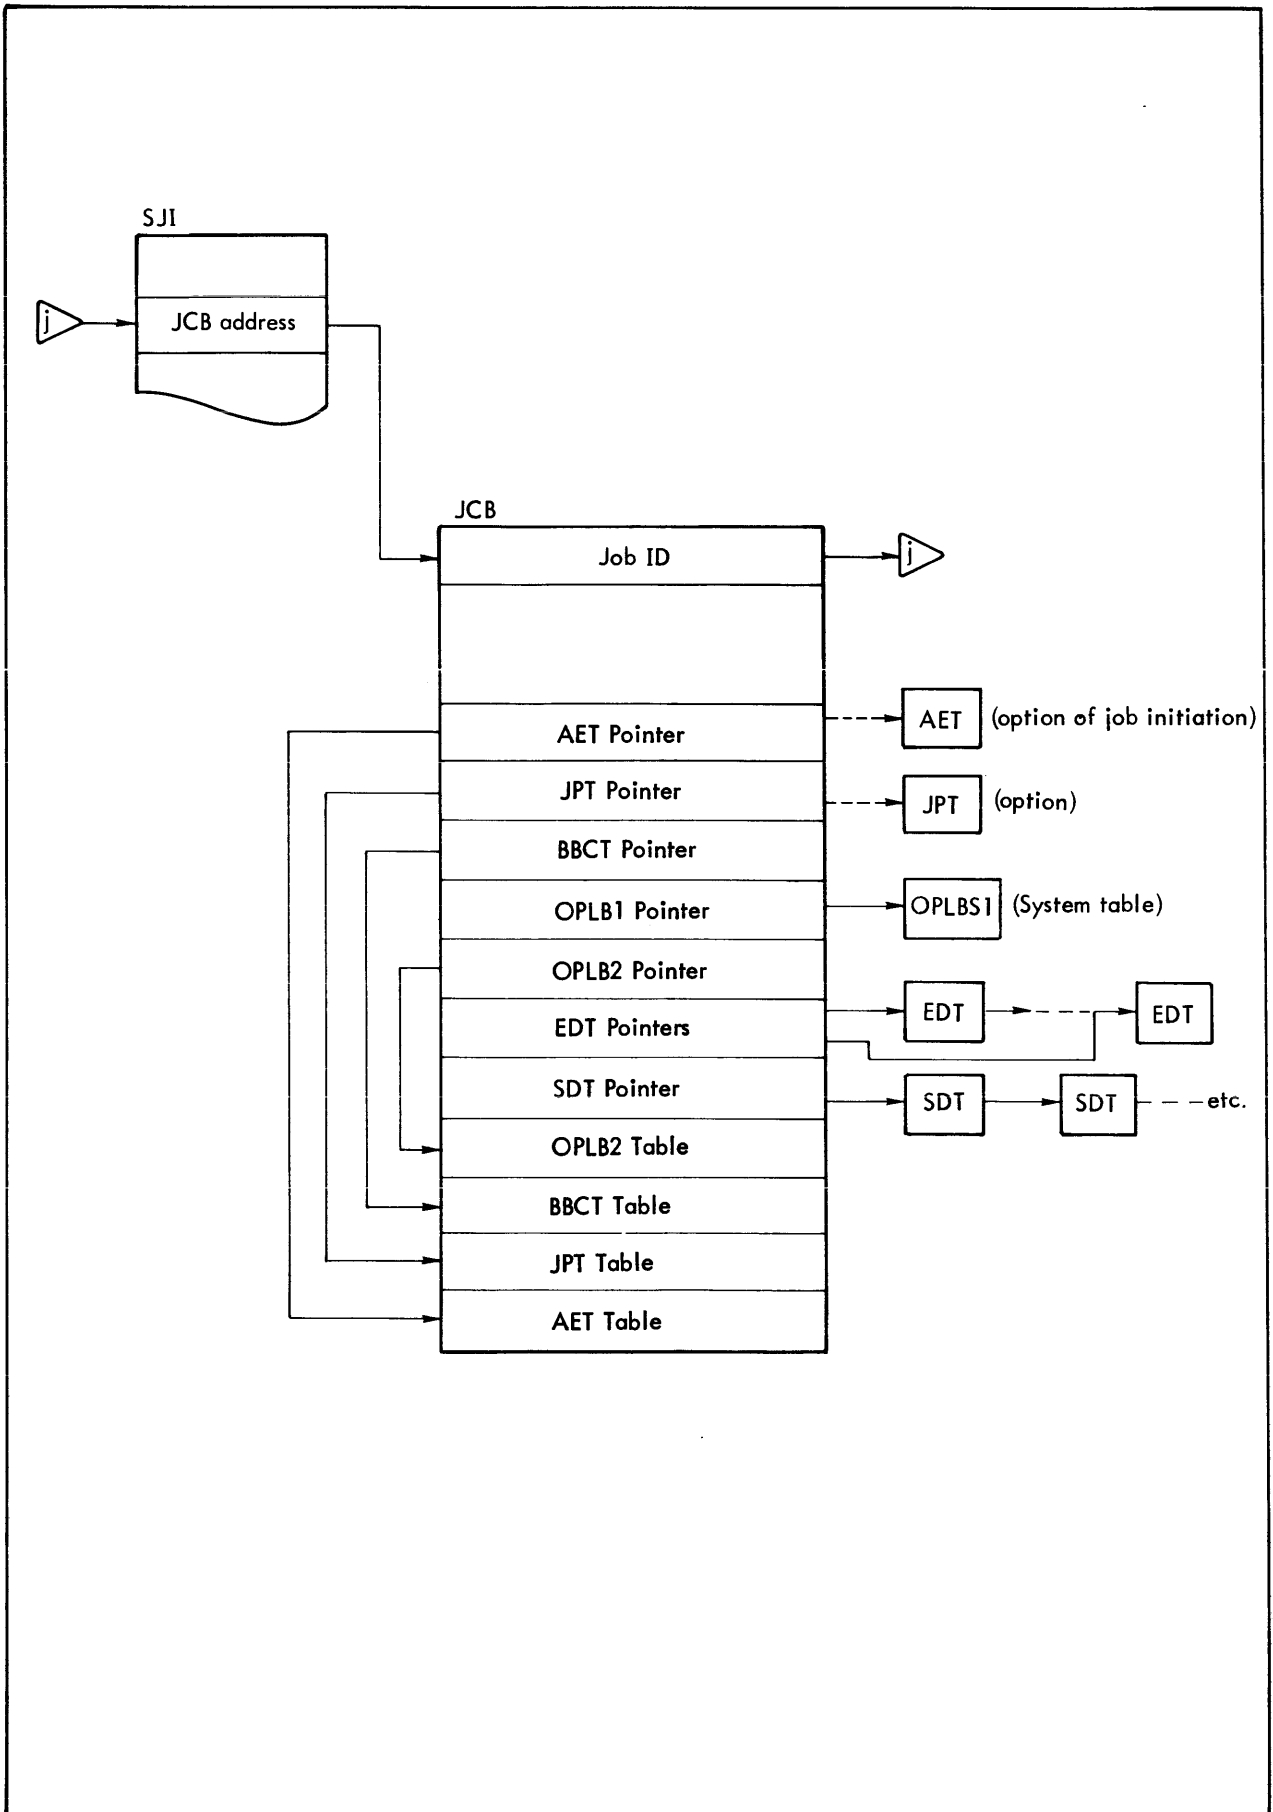 SJI
j
JCB address
JCB
Job ID
j
AET Pointer
AET
(option of job initiation)
JPT Pointer
JPT
(option)
BBCT Pointer
OPLB1 Pointer
OPLBS1
(System table)
OPLB2 Pointer
EDT Pointers
EDT
EDT
SDT Pointer
SDT
SDT
etc.
OPLB2 Table
BBCT Table
JPT Table
AET Table